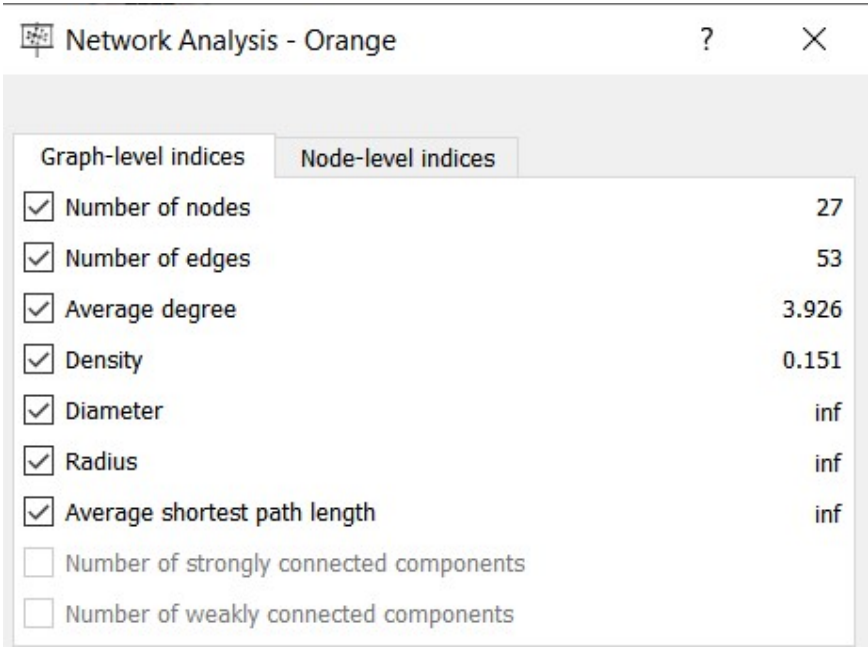 Network Analysis - Orange ? ×
Graph-level indices Node-level indices
Number of nodes 27
Number of edges 53
Average degree 3.926
Density 0.151
Diameter inf
Radius inf
Average shortest path length inf
Number of strongly connected components
Number of weakly connected components